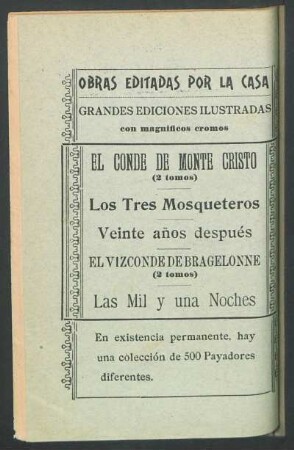 OBRAS EDITADAS POR LA CASA
GRANDES EDICIONES ILUSTRADAS
con magníficos cromos
EL CONDE DE MONTE CRISTO
(2 tomos)
Los Tres Mosqueteros
Veinte años después
EL VIZCONDE DE BRAGELONNE
(2 tomos)
Las Mil y una Noches
En existencia permanente, hay
una colección de 500 Payadores
diferentes.